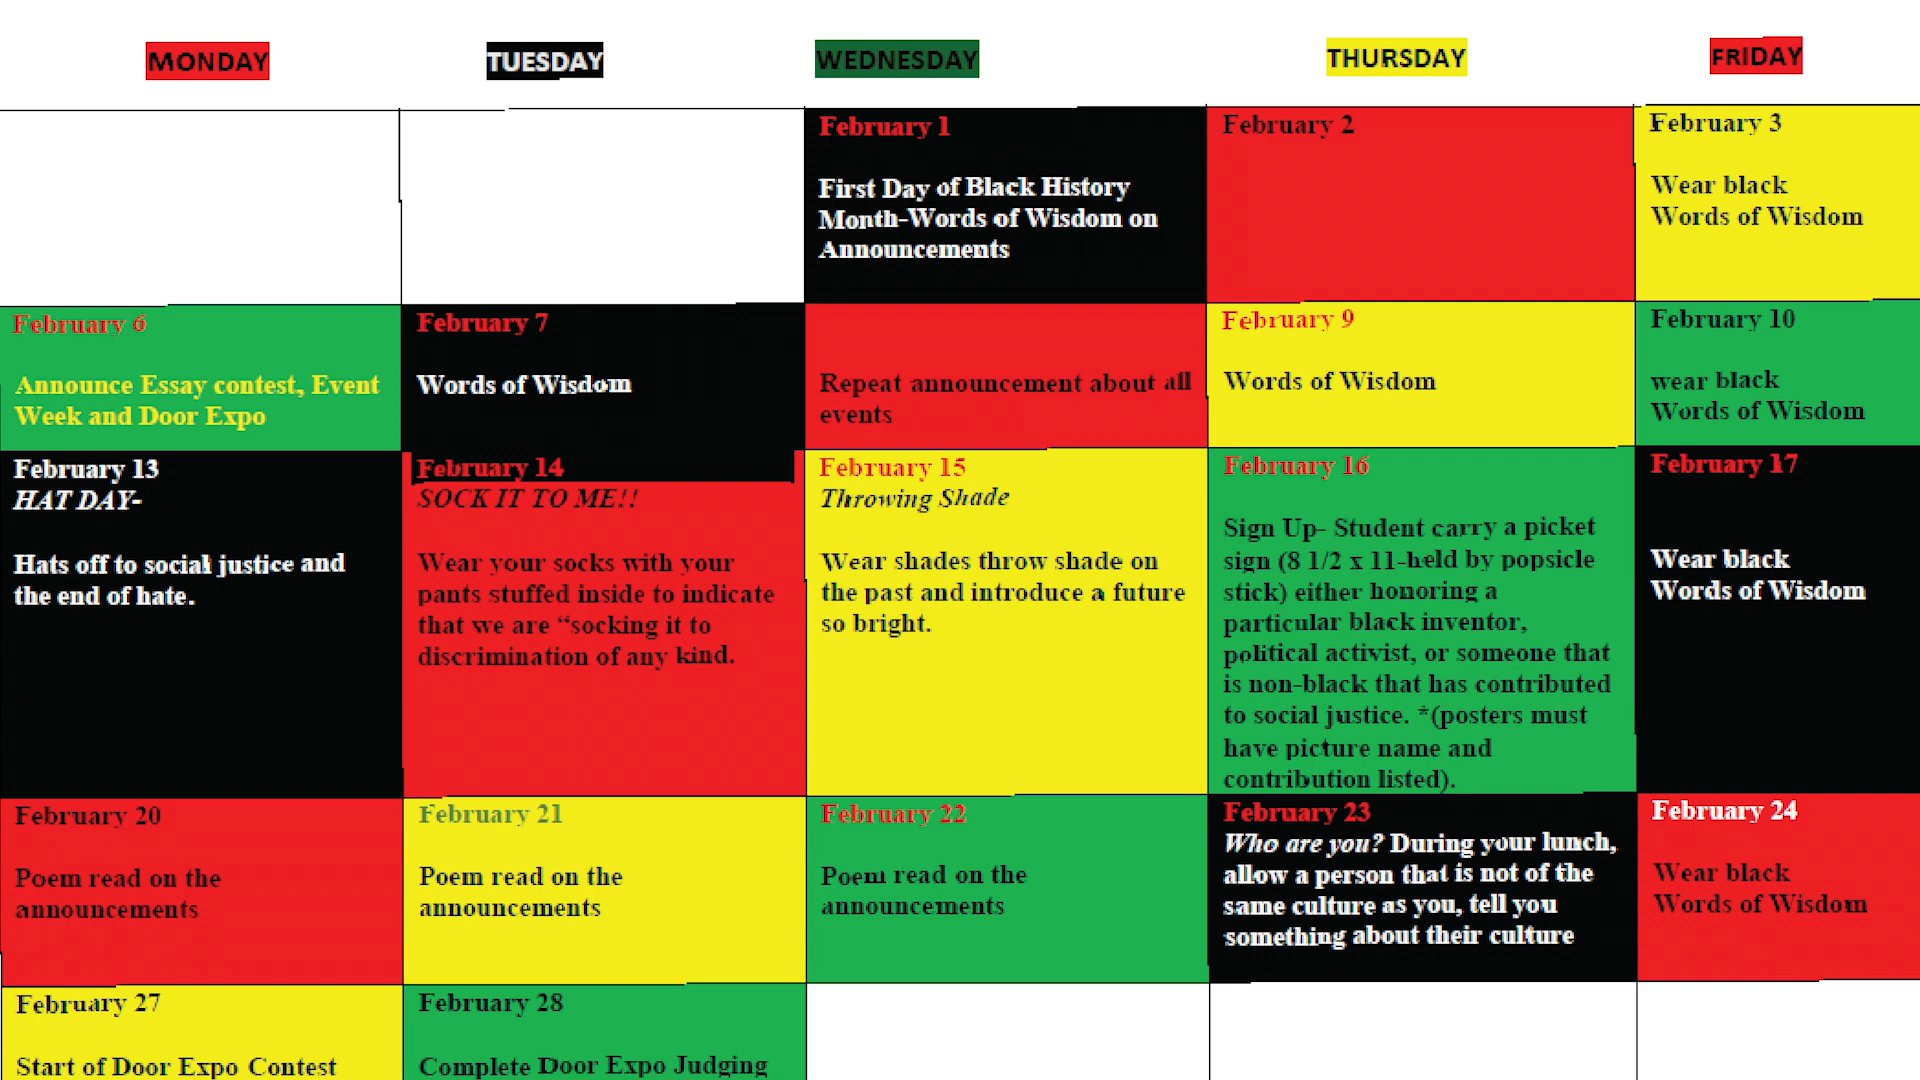 MONDAY
TUESDAY
WEDNESDAY
THURSDAY
FRIDAY
February 1
First Day of Black History
Month-Words of Wisdom on
Announcements
February 2
February 3
Wear black
Words of Wisdom
February 6
Announce Essay contest, Event
Week and Door Expo
February 7
Words of Wisdom
Repeat announcement about all
events
February 9
Words of Wisdom
February 10
wear black
Words of Wisdom
February 13
HAT DAY-
Hats off to social justice and
the end of hate.
February 14
SOCK IT TO ME!!
Wear your socks with your
pants stuffed inside to indicate
that we are “socking it to
discrimination of any kind.
February 15
Throwing Shade
Wear shades throw shade on
the past and introduce a future
so bright.
February 16
Sign Up- Student carry a picket
sign (8 1/2 x 11-held by popsicle
stick) either honoring a
particular black inventor,
political activist, or someone that
is non-black that has contributed
to social justice. *(posters must
have picture name and
contribution listed).
February 17
Wear black
Words of Wisdom
February 20
Poem read on the
announcements
February 21
Poem read on the
announcements
February 22
Poem read on the
announcements
February 23
Who are you? During your lunch,
allow a person that is not of the
same culture as you, tell you
something about their culture
February 24
Wear black
Words of Wisdom
February 27
Start of Door Expo Contest
February 28
Complete Door Expo Judging